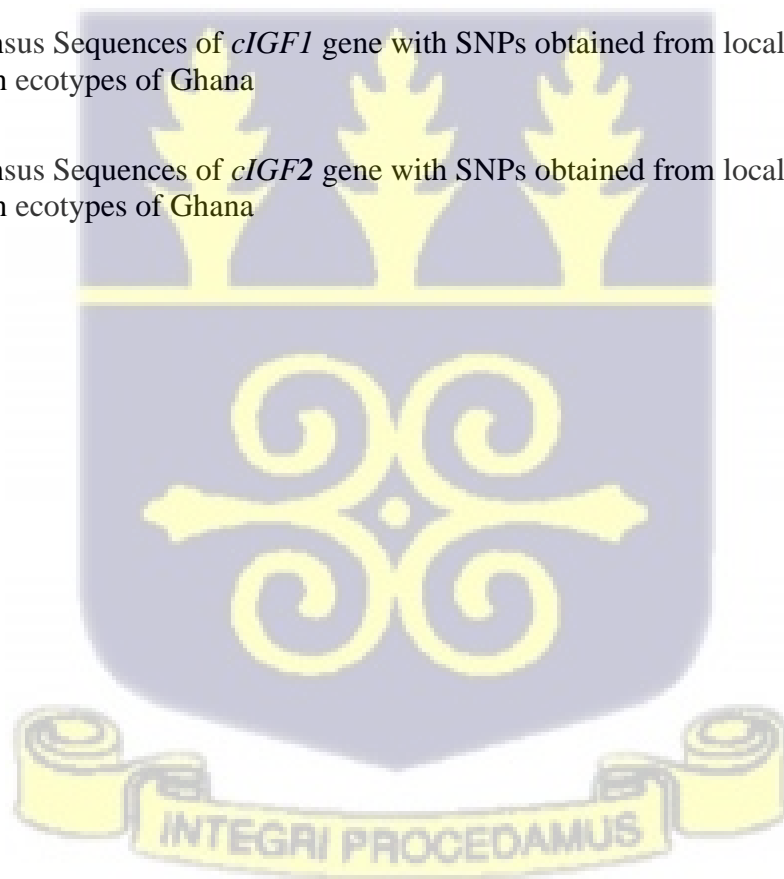 nsus Sequences of cIGF1 gene with SNPs obtained from local
n ecotypes of Ghana
nsus Sequences of cIGF2 gene with SNPs obtained from local
n ecotypes of Ghana
INTEGRI PROCEDAMUS